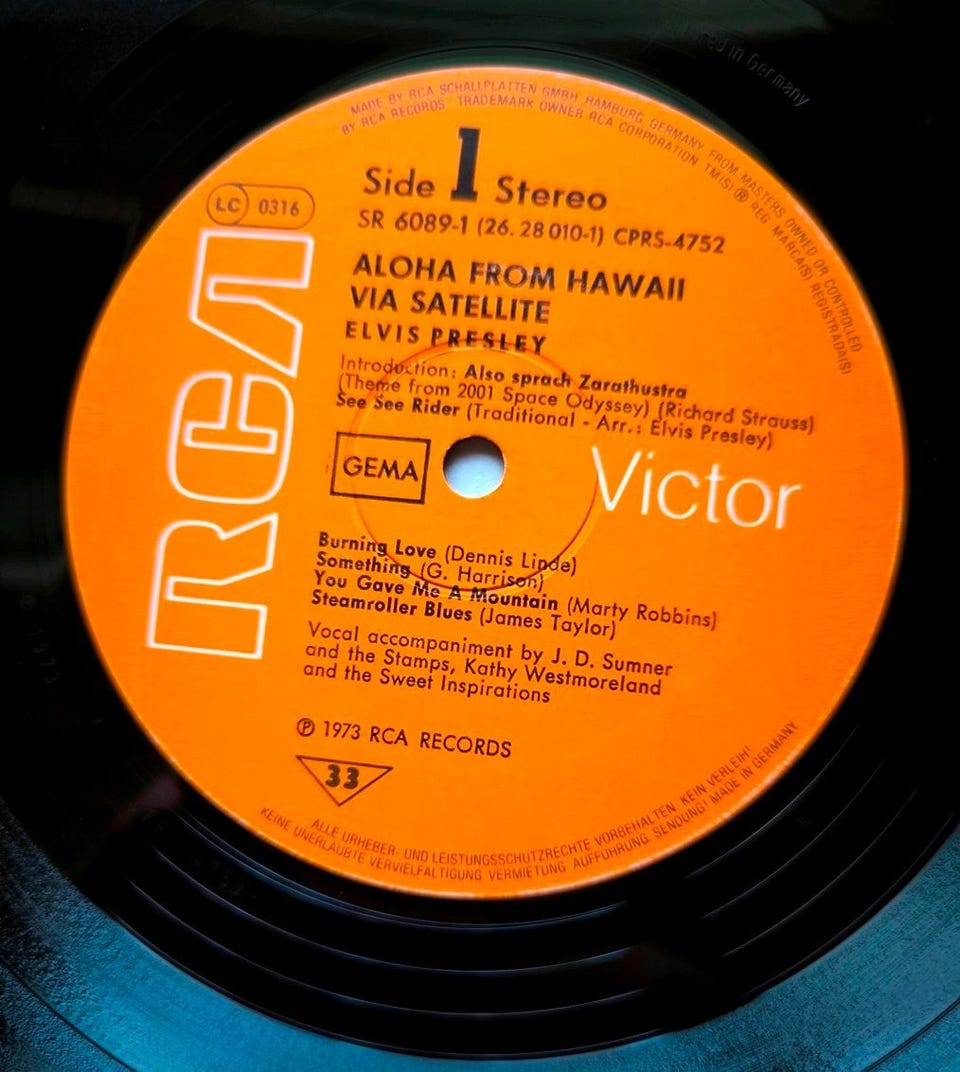 ed in Germany
MADE BY RCA SCHALLPLATTEN GMBH, HAMBURG, GERMANY, FROM MASTERS OWNED OR CONTROLLED
BY RCA RECORDS TRADEMARK OWNER RCA CORPORATION TM(S) ® REG MARCA(S) REGISTRADA(S)
Side 1 Stereo
LC 0316
SR 6089-1 (26.28 010-1) CPRS-4752
RCA
ALOHA FROM HAWAII
VIA SATELLITE
ELVIS PRESLEY
Introduction: Also sprach Zarathustra
(Theme from 2001 Space Odyssey) (Richard Strauss)
See See Rider (Traditional - Arr.: Elvis Presley)
GEMA
Victor
Burning Love (Dennis Linde)
Something (G. Harrison)
You Gave Me A Mountain (Marty Robbins)
Steamroller Blues (James Taylor)
Vocal accompaniment by J. D. Sumner
and the Stamps, Kathy Westmoreland
and the Sweet Inspirations
℗ 1973 RCA RECORDS
33
ALLE URHEBER- UND LEISTUNGSSCHUTZRECHTE VORBEHALTEN KEIN VERLEIH!
KEINE UNERLAUBTE VERVIELFÄLTIGUNG VERMIETUNG AUFFÜHRUNG SENDUNG! MADE IN GERMANY